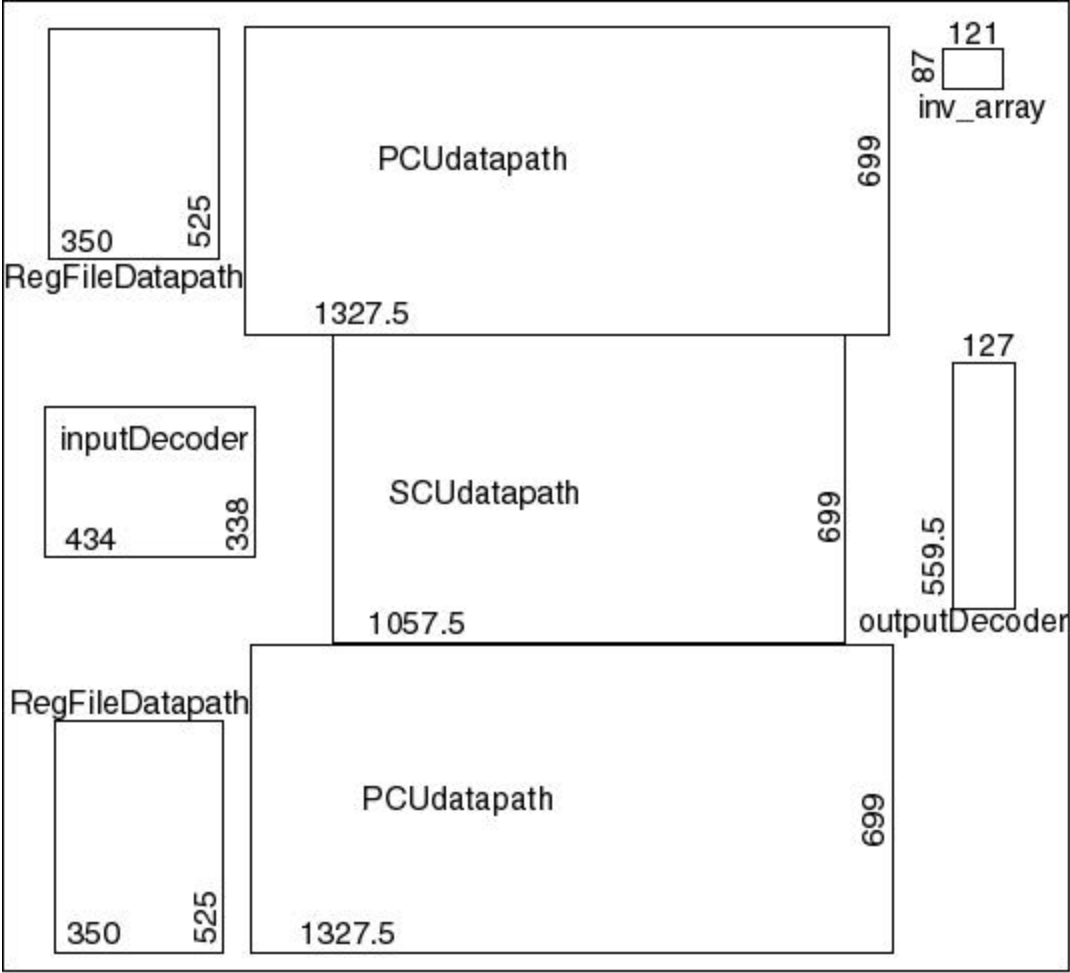 121
87
inv_array
PCUdatapath
699
525
350
RegFileDatapath
1327.5
127
inputDecoder
338
434
SCUdatapath
699
559.5
1057.5
outputDecoder
RegFileDatapath
PCUdatapath
699
525
350
1327.5